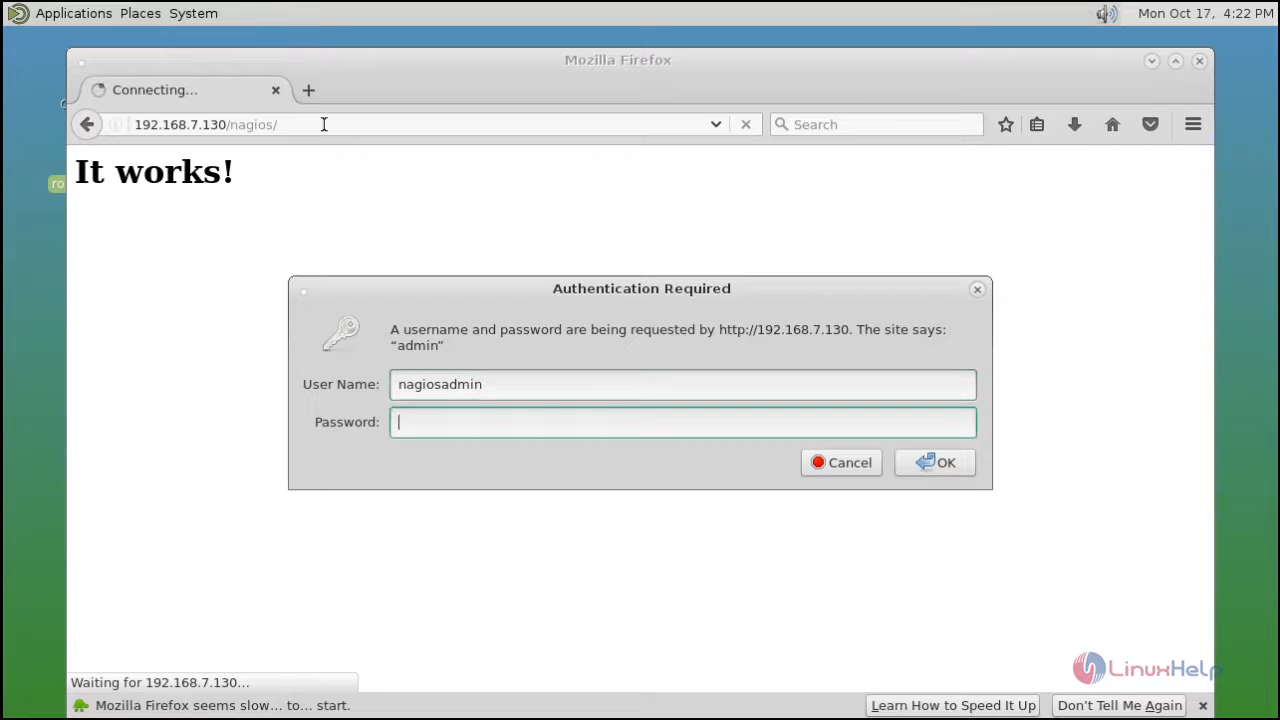 Applications Places System
Mon Oct 17, 4:22 PM
Mozilla Firefox
Connecting...
192.168.7.130/nagios/
Search
It works!
ro
Authentication Required
A username and password are being requested by http://192.168.7.130. The site says:
“admin”
User Name: nagiosadmin
Password:
Cancel OK
LinuxHelp
Waiting for 192.168.7.130...
Mozilla Firefox seems slow... to... start.
Learn How to Speed It Up
Don't Tell Me Again